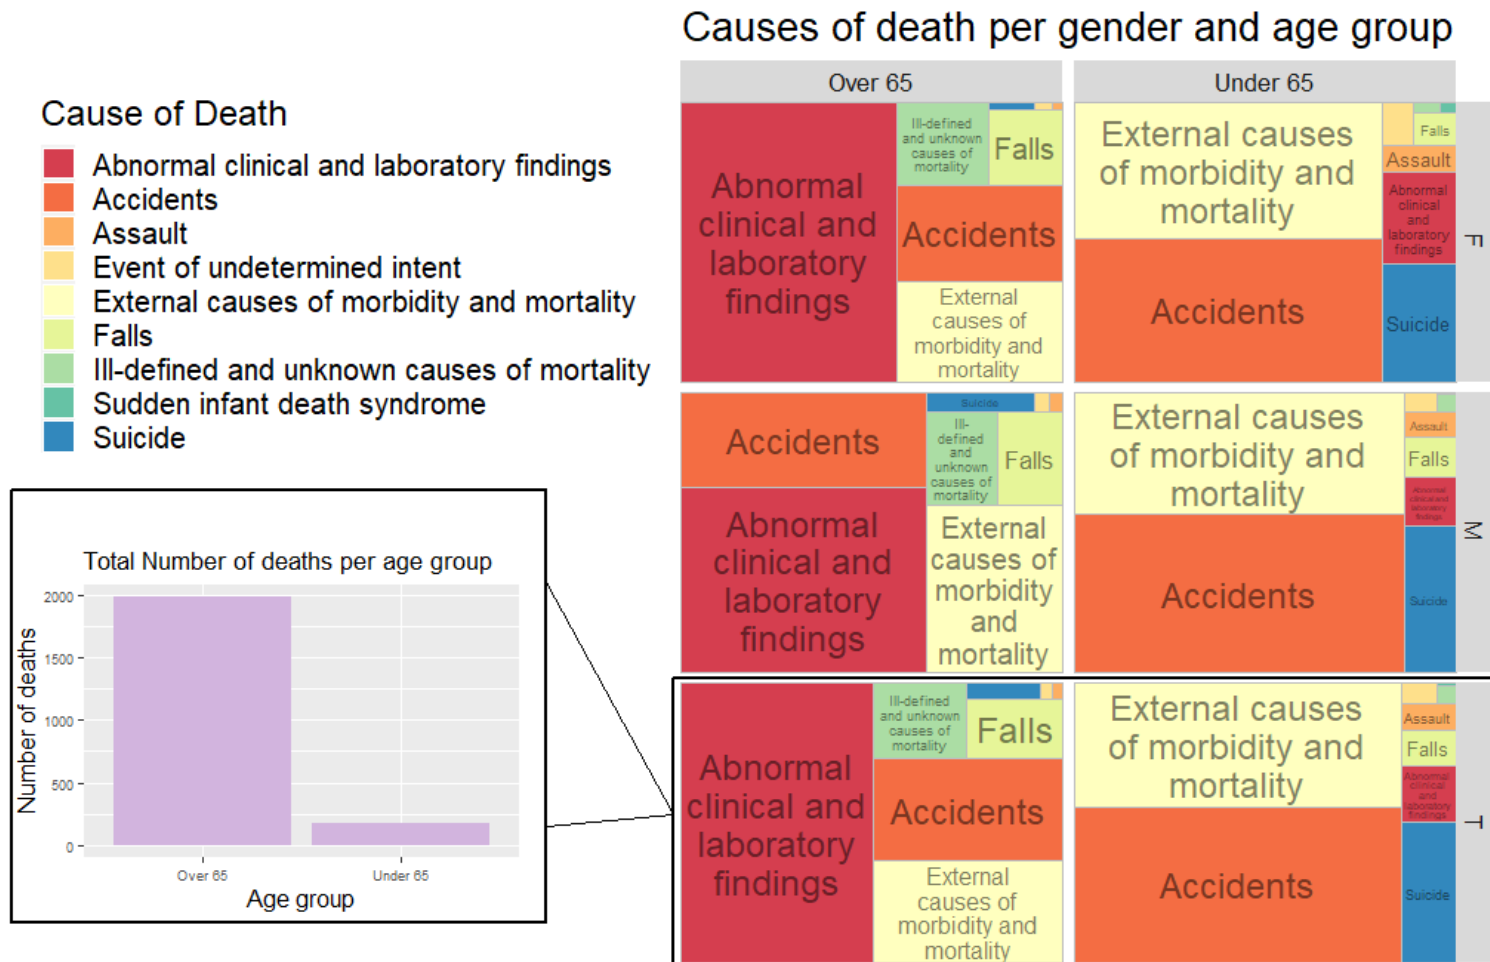 Causes of death per gender and age group
Over 65
Under 65
Cause of Death
Abnormal clinical and laboratory findings
Accidents
Assault
Event of undetermined intent
External causes of morbidity and mortality
Falls
Ill-defined and unknown causes of mortality
Sudden infant death syndrome
Suicide
Abnormal
clinical and
laboratory
findings
Ill-defined
and unknown
causes of
mortality
Falls
Accidents
External
causes of
morbidity and
mortality
External causes
of morbidity and
mortality
Accidents
Falls
Assault
Abnormal
clinical
and
laboratory
findings
Suicide
F
Accidents
Abnormal
clinical and
laboratory
findings
Suicide
Ill-
defined
and
unknown
causes of
mortality
Falls
External
causes of
morbidity
and
mortality
External causes
of morbidity and
mortality
Accidents
Assault
Falls
Abnormal
clinical and
laboratory
findings
Suicide
M
Abnormal
clinical and
laboratory
findings
Ill-defined
and unknown
causes of
mortality
Falls
Accidents
External
causes of
morbidity and
mortality
External causes
of morbidity and
mortality
Accidents
Assault
Falls
Abnormal
clinical
and
laboratory
findings
Suicide
T
Total Number of deaths per age group
Number of deaths
2000
1500
1000
500
0
Over 65
Under 65
Age group